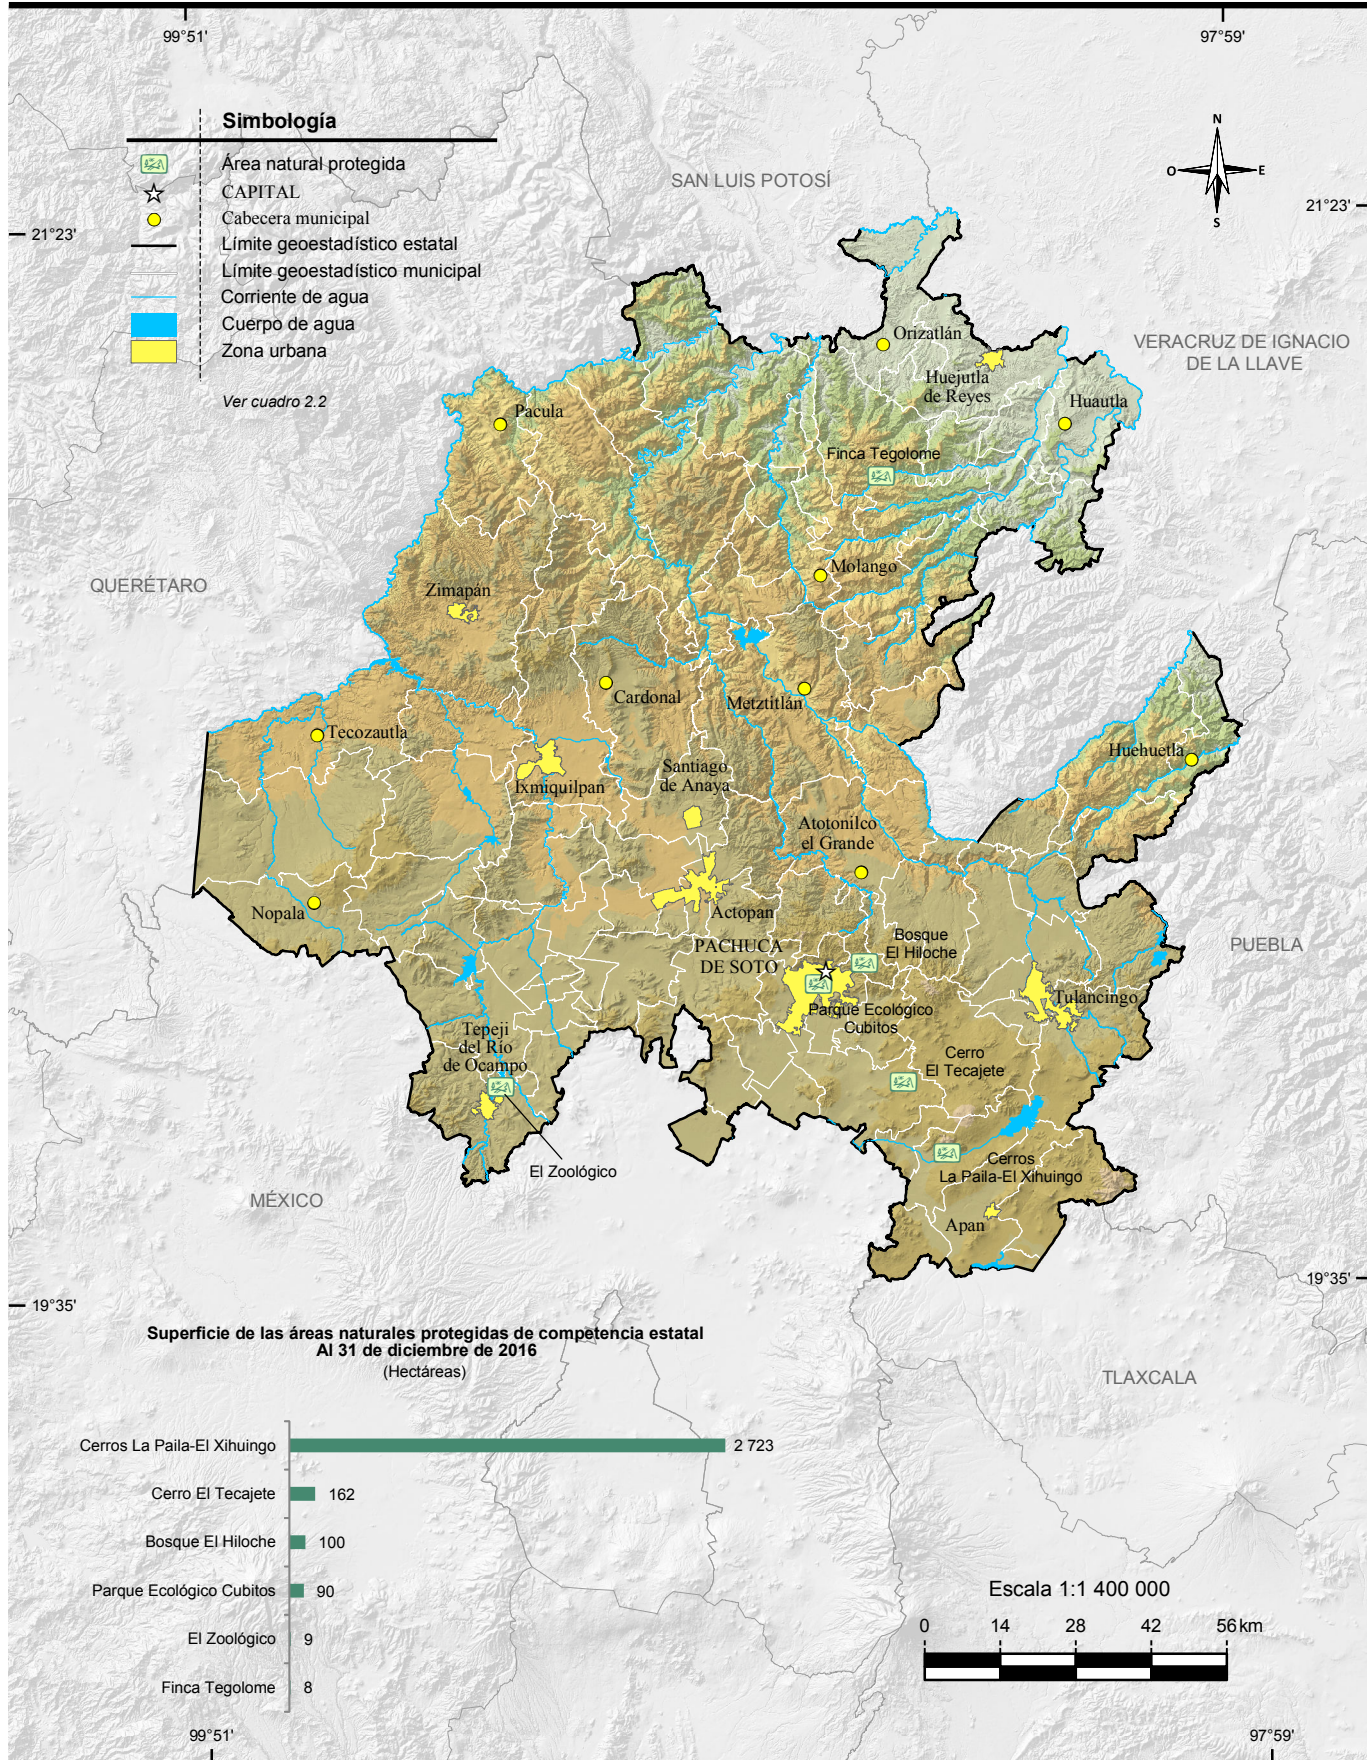 99°51'
97°59'
Simbología
Área natural protegida
CAPITAL
Cabecera municipal
Límite geoestadístico estatal
Límite geoestadístico municipal
Corriente de agua
Cuerpo de agua
Zona urbana
Ver cuadro 2.2
N
O
E
S
SAN LUIS POTOSÍ
21°23'
21°23'
VERACRUZ DE IGNACIO
DE LA LLAVE
Orizatlán
Huejutla
de Reyes
Huautla
Pacula
Finca Tegolome
Molango
QUERÉTARO
Zimapán
Cardonal
Metztitlán
Tecozautla
Huehuetla
Ixmiquilpan
Santiago
de Anaya
Atotonilco
el Grande
Nopala
Actopan
Bosque
El Hiloche
PUEBLA
PACHUCA
DE SOTO
Tulancingo
Parque Ecológico
Cubitos
Tepeji
del Río
de Ocampo
Cerro
El Tecajete
El Zoológico
Cerros
La Paila-El Xihuingo
MÉXICO
Apan
19°35'
19°35'
Superficie de las áreas naturales protegidas de competencia estatal
Al 31 de diciembre de 2016
(Hectáreas)
TLAXCALA
Cerros La Paila-El Xihuingo 2 723
Cerro El Tecajete 162
Bosque El Hiloche 100
Parque Ecológico Cubitos 90
El Zoológico 9
Finca Tegolome 8
Escala 1:1 400 000
0 14 28 42 56 km
99°51'
97°59'